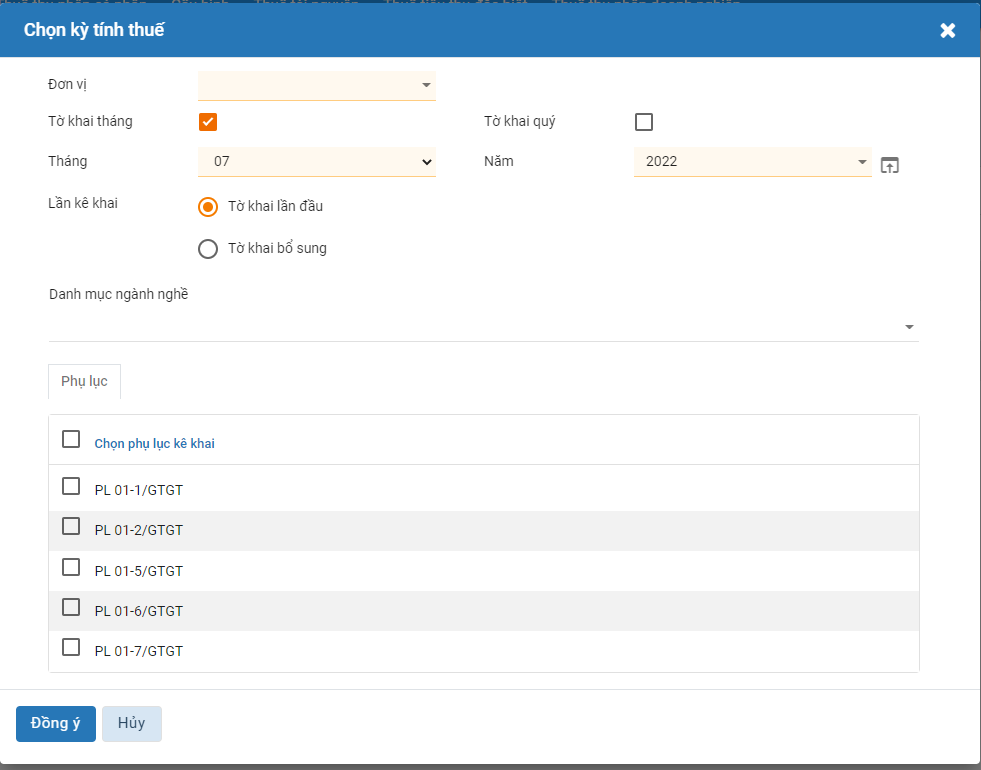 Chọn kỳ tính thuế
Đơn vị
Tờ khai tháng
Tờ khai quý
Tháng
07
Năm
2022
Lần kê khai
Tờ khai lần đầu
Tờ khai bổ sung
Danh mục ngành nghề
Phụ lục
Chọn phụ lục kê khai
PL 01-1/GTGT
PL 01-2/GTGT
PL 01-5/GTGT
PL 01-6/GTGT
PL 01-7/GTGT
Đồng ý
Hủy